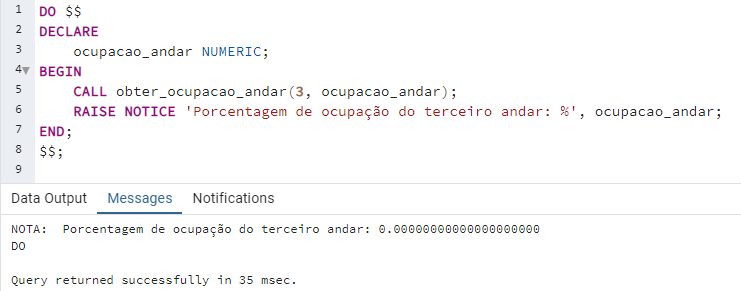 1 DO $$
2 DECLARE
3 ocupacao_andar NUMERIC;
4 BEGIN
5 CALL obter_ocupacao_andar(3, ocupacao_andar);
6 RAISE NOTICE 'Porcentagem de ocupação do terceiro andar: %', ocupacao_andar;
7 END;
8 $$;
9
Data Output Messages Notifications
NOTA: Porcentagem de ocupação do terceiro andar: 0.00000000000000000000
DO
Query returned successfully in 35 msec.